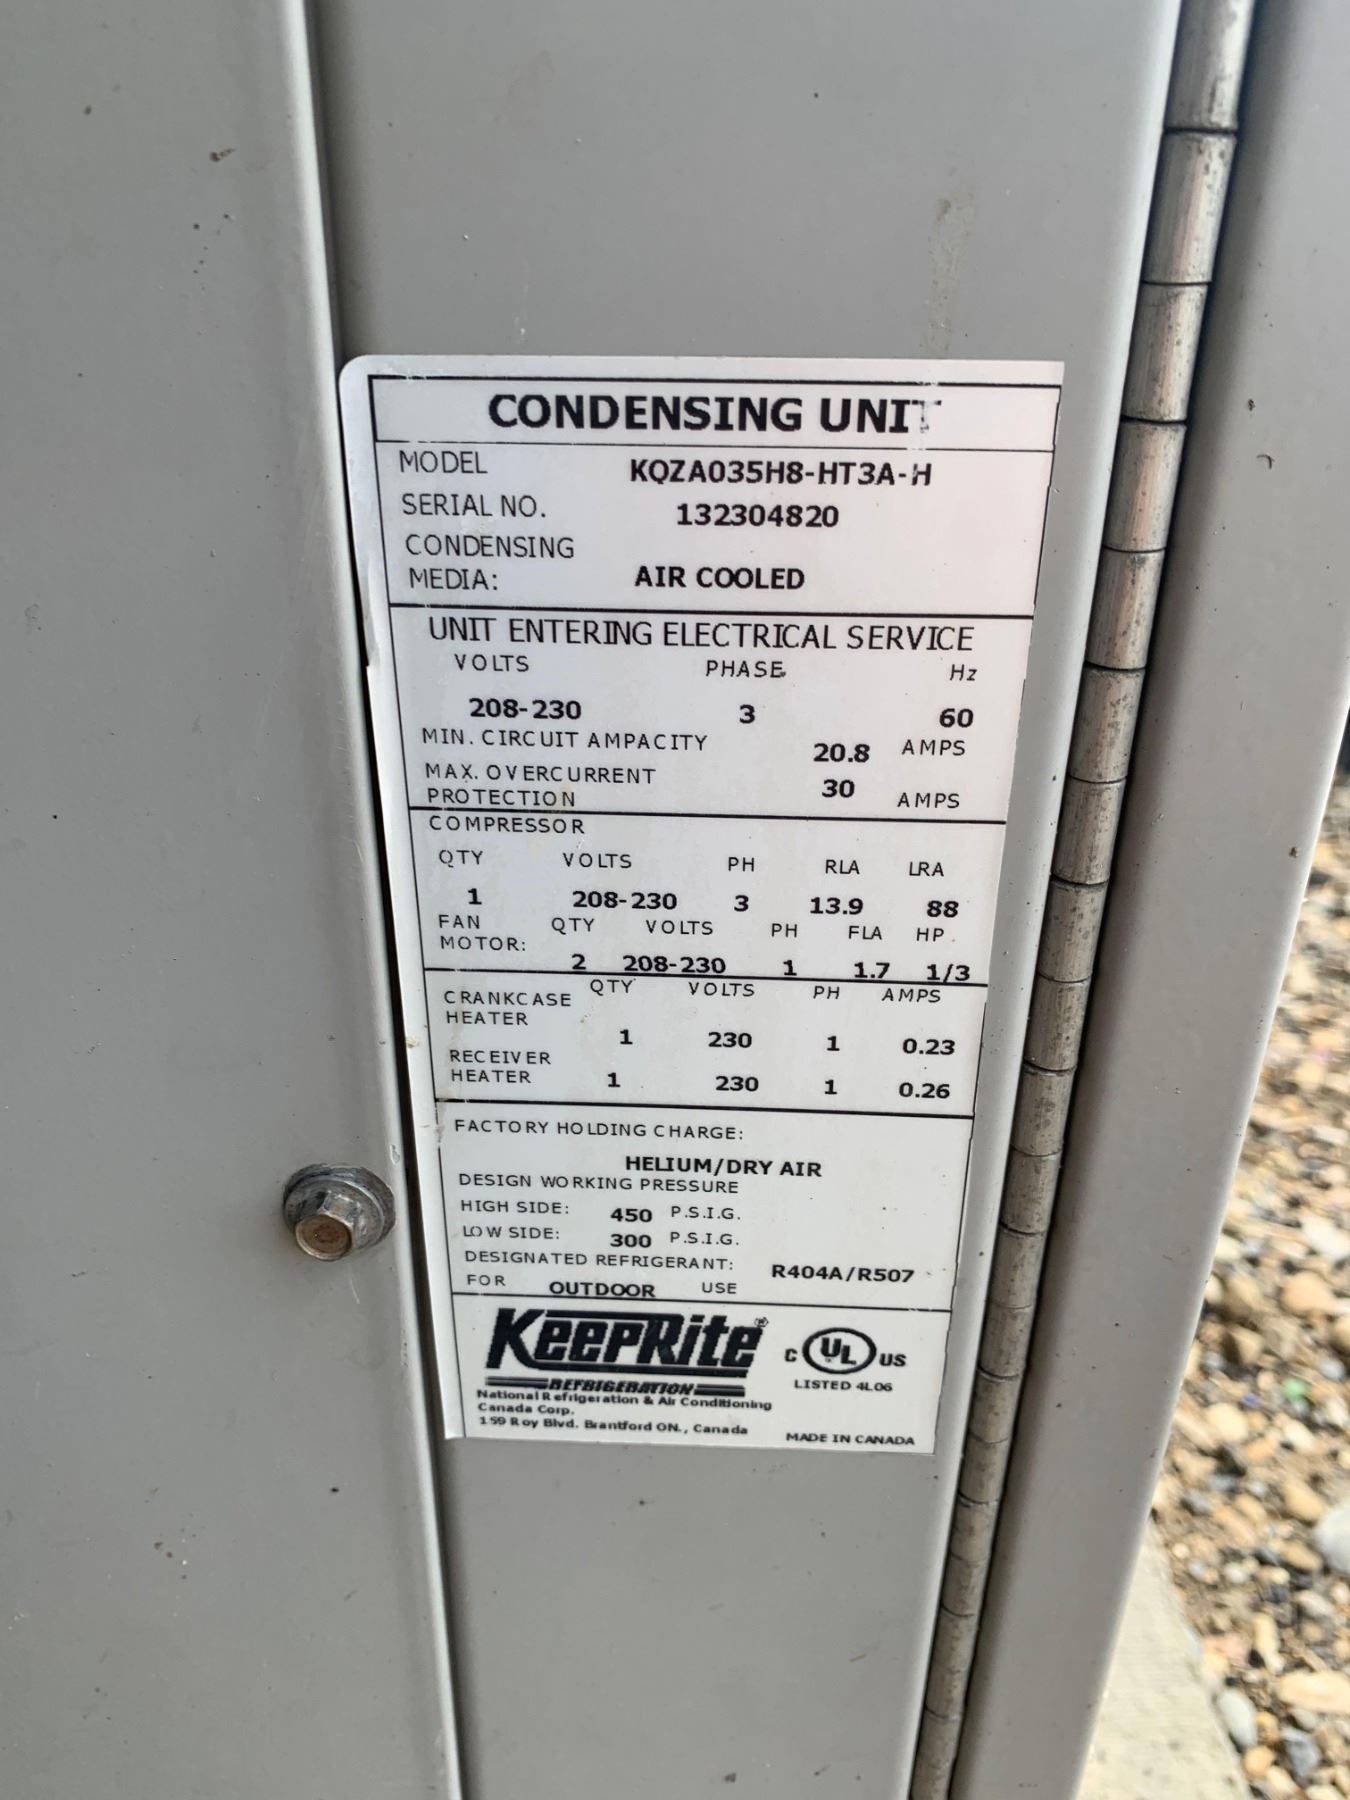 CONDENSING UNIT
MODEL KQZA035H8-HT3A-H
SERIAL NO. 132304820
CONDENSING
MEDIA: AIR COOLED
UNIT ENTERING ELECTRICAL SERVICE
VOLTS PHASE Hz
208-230 3 60
MIN. CIRCUIT AMPACITY 20.8 AMPS
MAX. OVERCURRENT
PROTECTION 30 AMPS
COMPRESSOR
QTY VOLTS PH RLA LRA
1 208-230 3 13.9 88
FAN
MOTOR: QTY VOLTS PH FLA HP
2 208-230 1 1.7 1/3
QTY VOLTS PH AMPS
CRANKCASE
HEATER 1 230 1 0.23
RECEIVER
HEATER 1 230 1 0.26
FACTORY HOLDING CHARGE:
HELIUM/DRY AIR
DESIGN WORKING PRESSURE
HIGH SIDE: 450 P.S.I.G.
LOW SIDE: 300 P.S.I.G.
DESIGNATED REFRIGERANT: R404A/R507
FOR OUTDOOR USE
KeepRite®
REFRIGERATION
National Refrigeration & Air Conditioning
Canada Corp.
159 Roy Blvd. Brantford ON., Canada
C UL US
LISTED 4L06
MADE IN CANADA